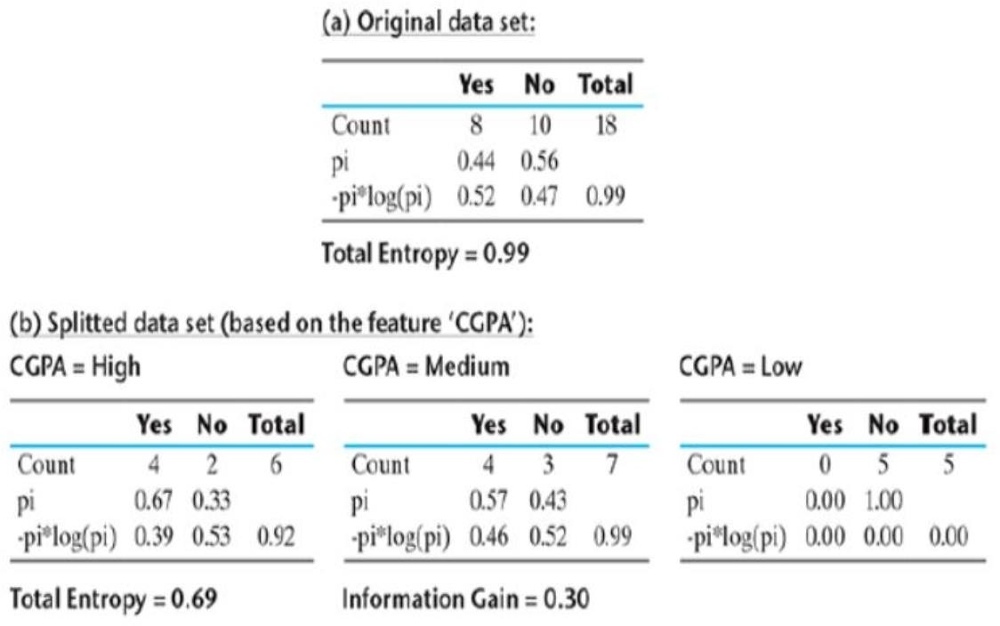 (a) Original data set:
Yes No Total
Count 8 10 18
pi 0.44 0.56
-pi*log(pi) 0.52 0.47 0.99
Total Entropy = 0.99
(b) Splitted data set (based on the feature 'CGPA'):
CGPA = High
Yes No Total
Count 4 2 6
pi 0.67 0.33
-pi*log(pi) 0.39 0.53 0.92
CGPA = Medium
Yes No Total
Count 4 3 7
pi 0.57 0.43
-pi*log(pi) 0.46 0.52 0.99
CGPA = Low
Yes No Total
Count 0 5 5
pi 0.00 1.00
-pi*log(pi) 0.00 0.00 0.00
Total Entropy = 0.69
Information Gain = 0.30